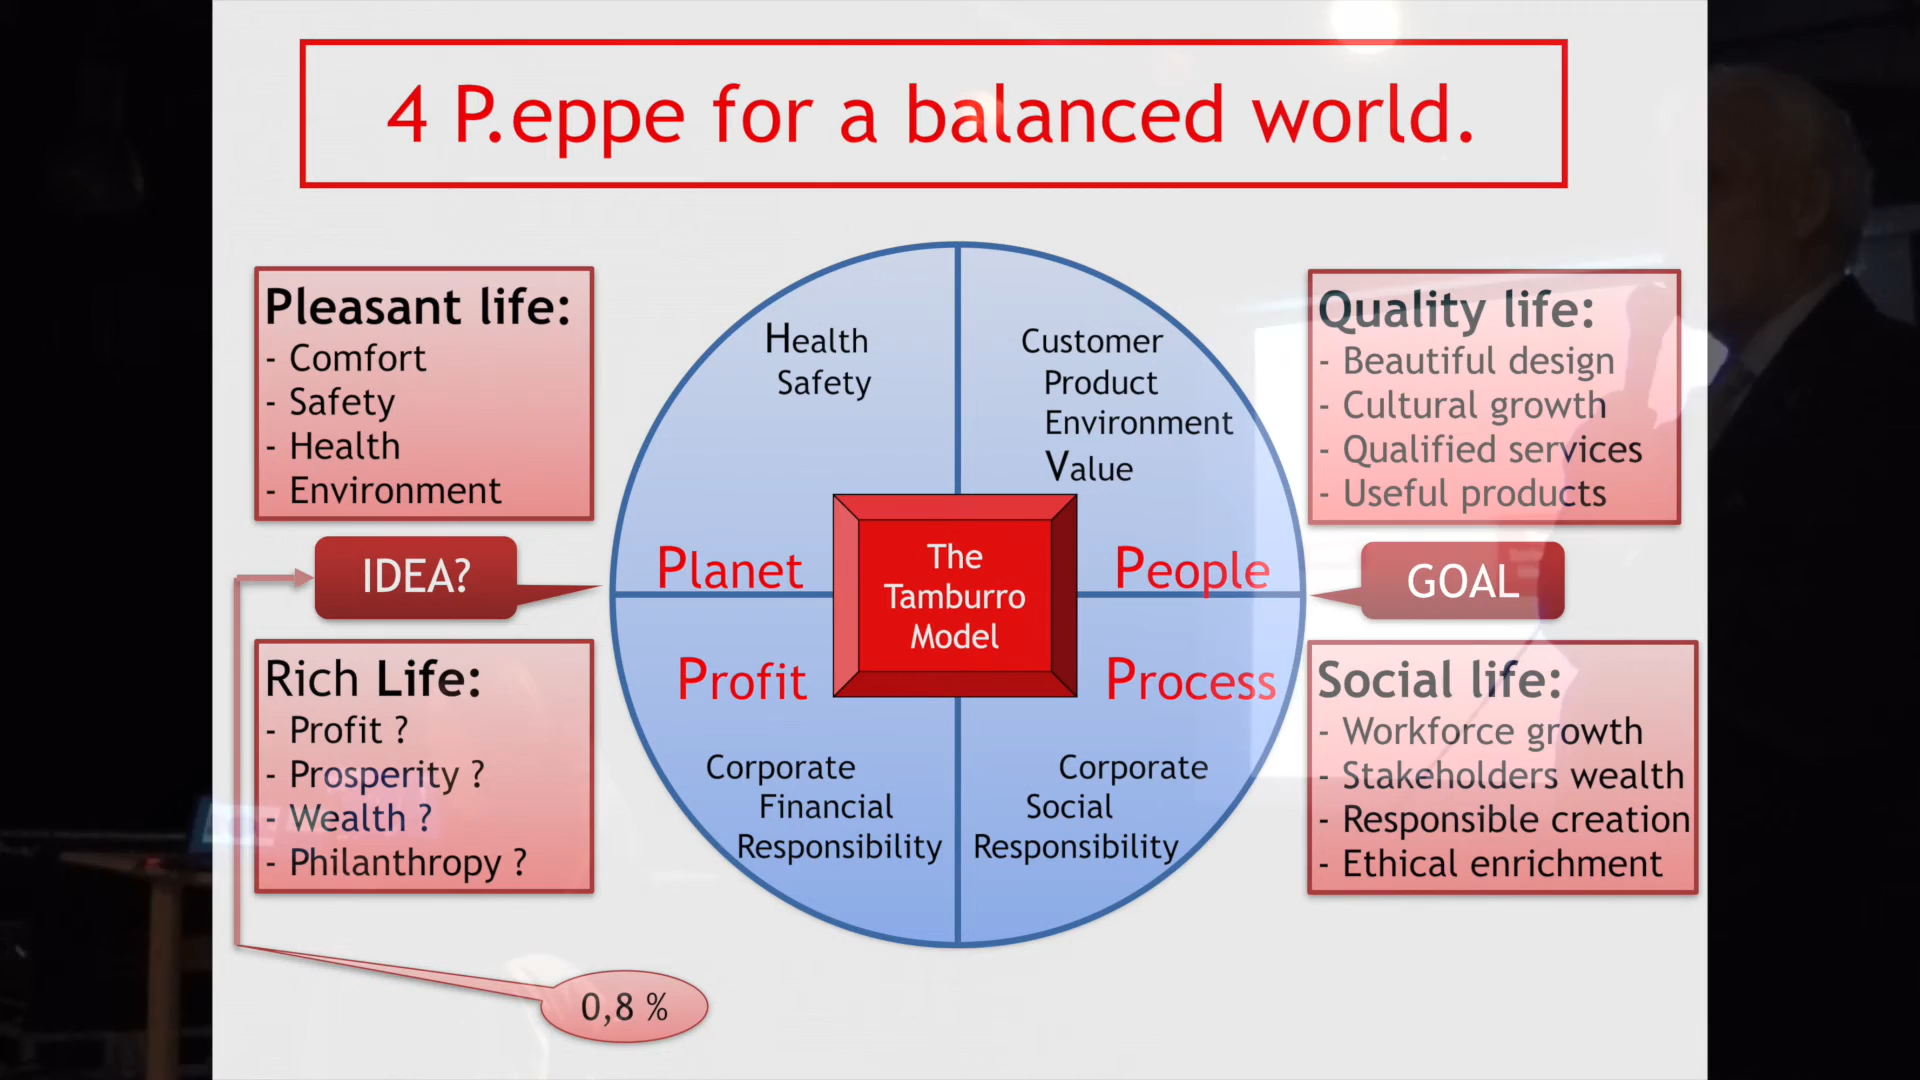 4 P.eppe for a balanced world.
Pleasant life:
- Comfort
- Safety
- Health
- Environment
IDEA?
Rich Life:
- Profit ?
- Prosperity ?
- Wealth ?
- Philanthropy ?
0,8 %
Health
Safety
Customer
Product
Environment
Value
Planet
People
The
Tamburro
Model
Profit
Process
Corporate
Financial
Responsibility
Corporate
Social
Responsibility
Quality life:
- Beautiful design
- Cultural growth
- Qualified services
- Useful products
GOAL
Social life:
- Workforce growth
- Stakeholders wealth
- Responsible creation
- Ethical enrichment